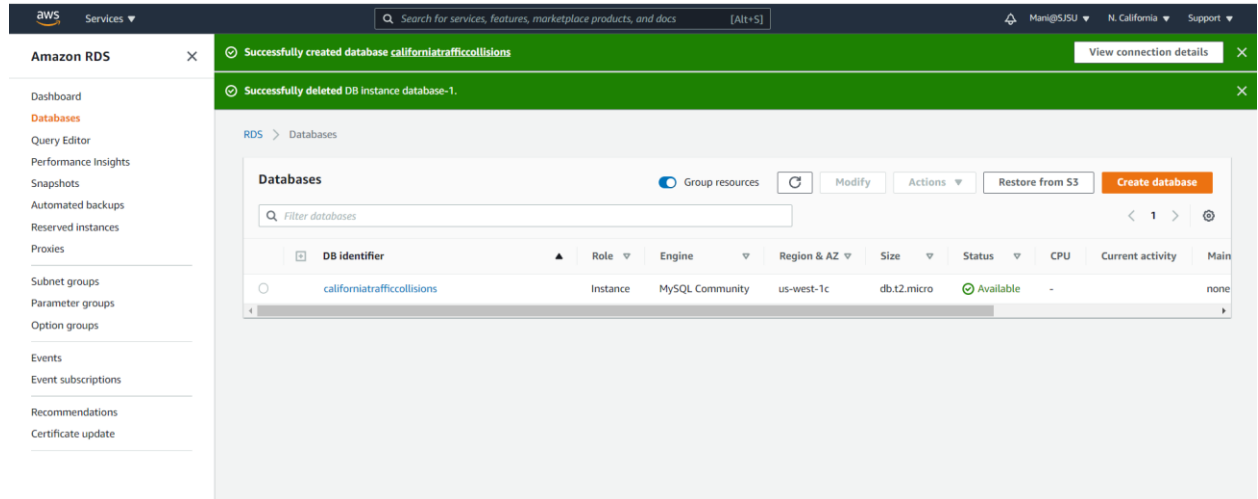 aws Services ▼ Search for services, features, marketplace products, and docs [Alt+S] Mani@SJSU ▼ N. California ▼ Support ▼
Amazon RDS
Dashboard
Databases
Query Editor
Performance Insights
Snapshots
Automated backups
Reserved instances
Proxies
Subnet groups
Parameter groups
Option groups
Events
Event subscriptions
Recommendations
Certificate update
Successfully created database californiatrafficcollisions View connection details
Successfully deleted DB instance database-1.
RDS > Databases
Databases Group resources Modify Actions ▼ Restore from S3 Create database
Filter databases < 1 >
DB identifier Role Engine Region & AZ Size Status CPU Current activity Main
californiatrafficcollisions Instance MySQL Community us-west-1c db.t2.micro Available - none